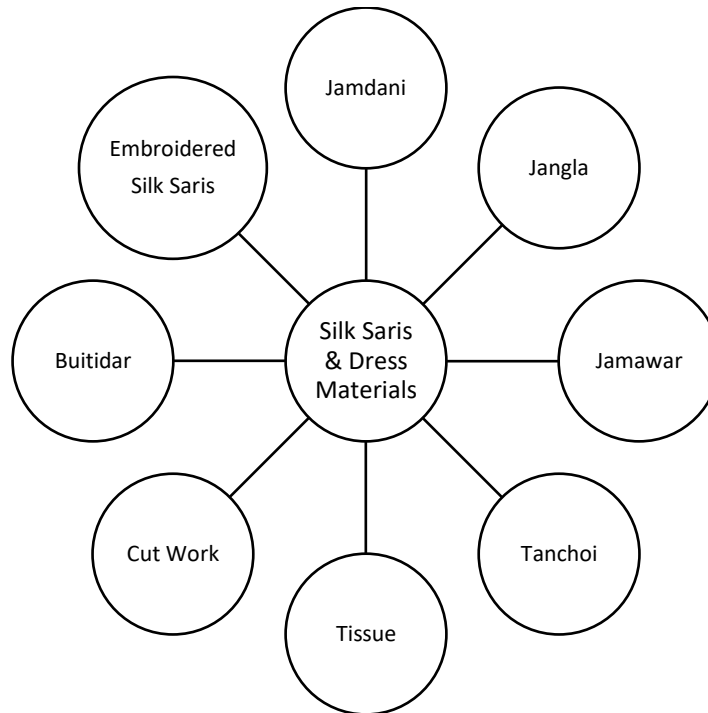 Jamdani
Jangla
Jamawar
Tanchoi
Tissue
Cut Work
Buitidar
Embroidered
Silk Saris
Silk Saris
& Dress
Materials